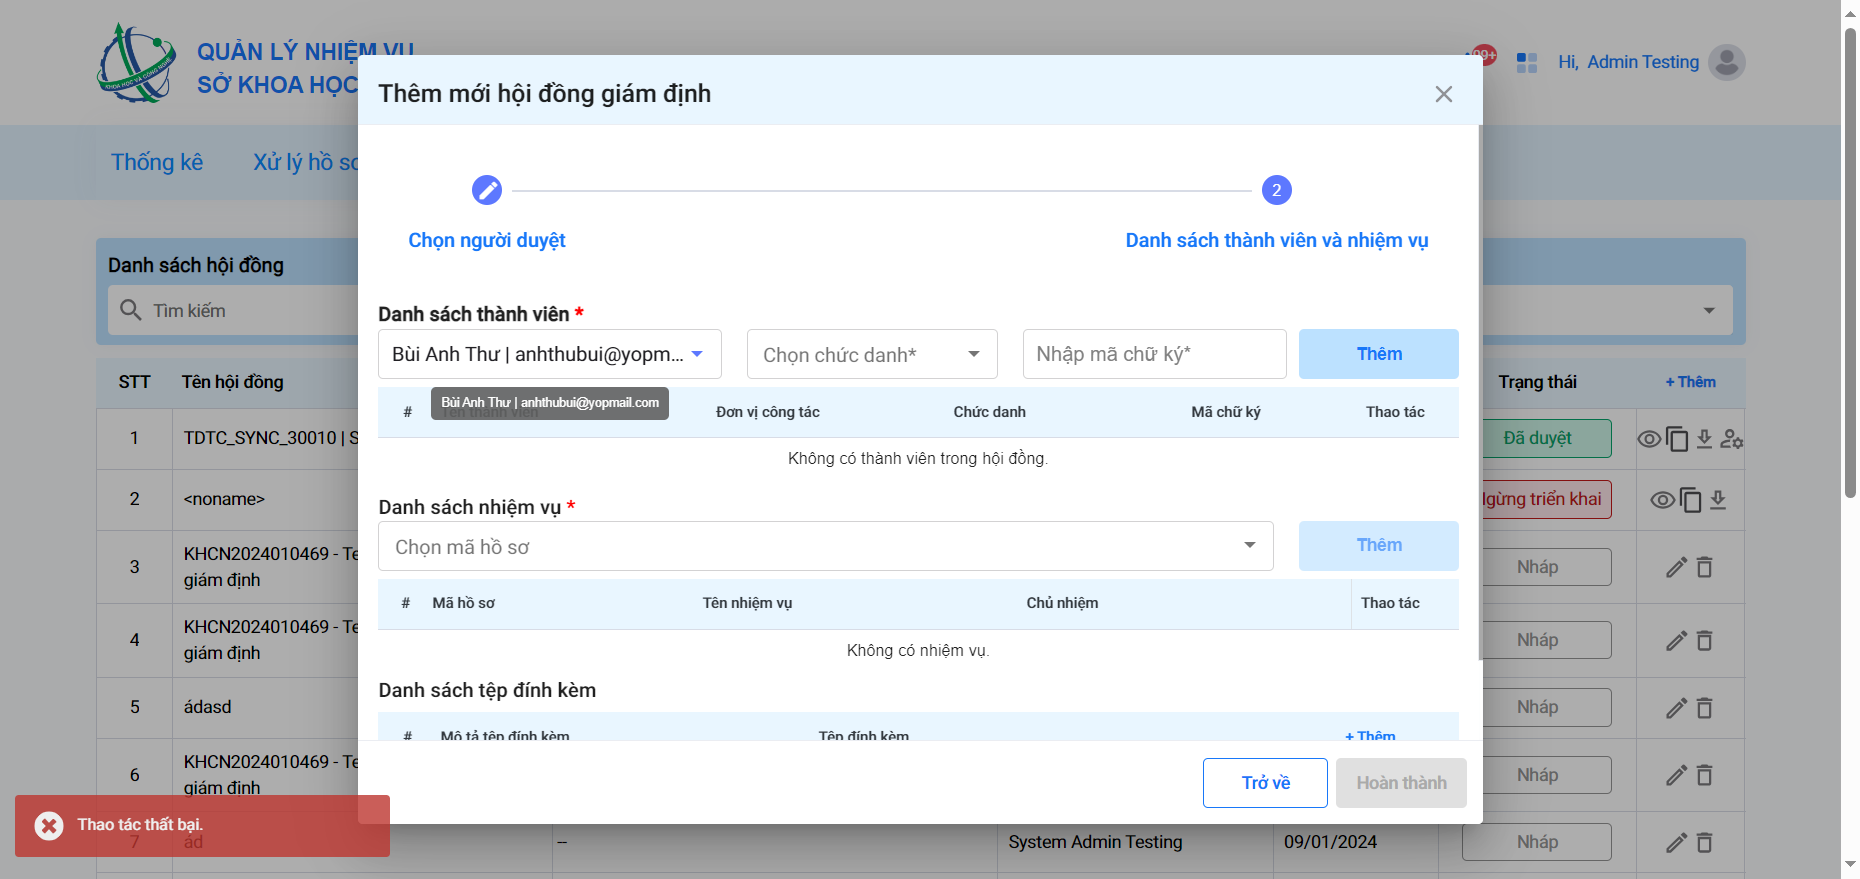 QUẢN LÝ NHIỆM VỤ
SỞ KHOA HỌC
99+
Hi, Admin Testing
Thống kê
Xử lý hồ sơ
Thêm mới hội đồng giám định
2
Chọn người duyệt
Danh sách thành viên và nhiệm vụ
Danh sách hội đồng
Tìm kiếm
Danh sách thành viên *
Bùi Anh Thư | anhthubui@yopm...
Chọn chức danh*
Nhập mã chữ ký*
Thêm
Bùi Anh Thư | anhthubui@yopmail.com
# Tên thành viên Đơn vị công tác Chức danh Mã chữ ký Thao tác
Không có thành viên trong hội đồng.
Danh sách nhiệm vụ *
Chọn mã hồ sơ
Thêm
# Mã hồ sơ Tên nhiệm vụ Chủ nhiệm Thao tác
Không có nhiệm vụ.
Danh sách tệp đính kèm
# Mô tả tệp đính kèm Tệp đính kèm + Thêm
Trở về
Hoàn thành
STT Tên hội đồng Trạng thái + Thêm
1 TDTC_SYNC_30010 | S Đã duyệt
2 <noname> gừng triển khai
3 KHCN2024010469 - Te
giám định
Nháp
4 KHCN2024010469 - Te
giám định
Nháp
5 ádasd Nháp
6 KHCN2024010469 - Te
giám định
Nháp
7 ád -- System Admin Testing 09/01/2024 Nháp
Thao tác thất bại.